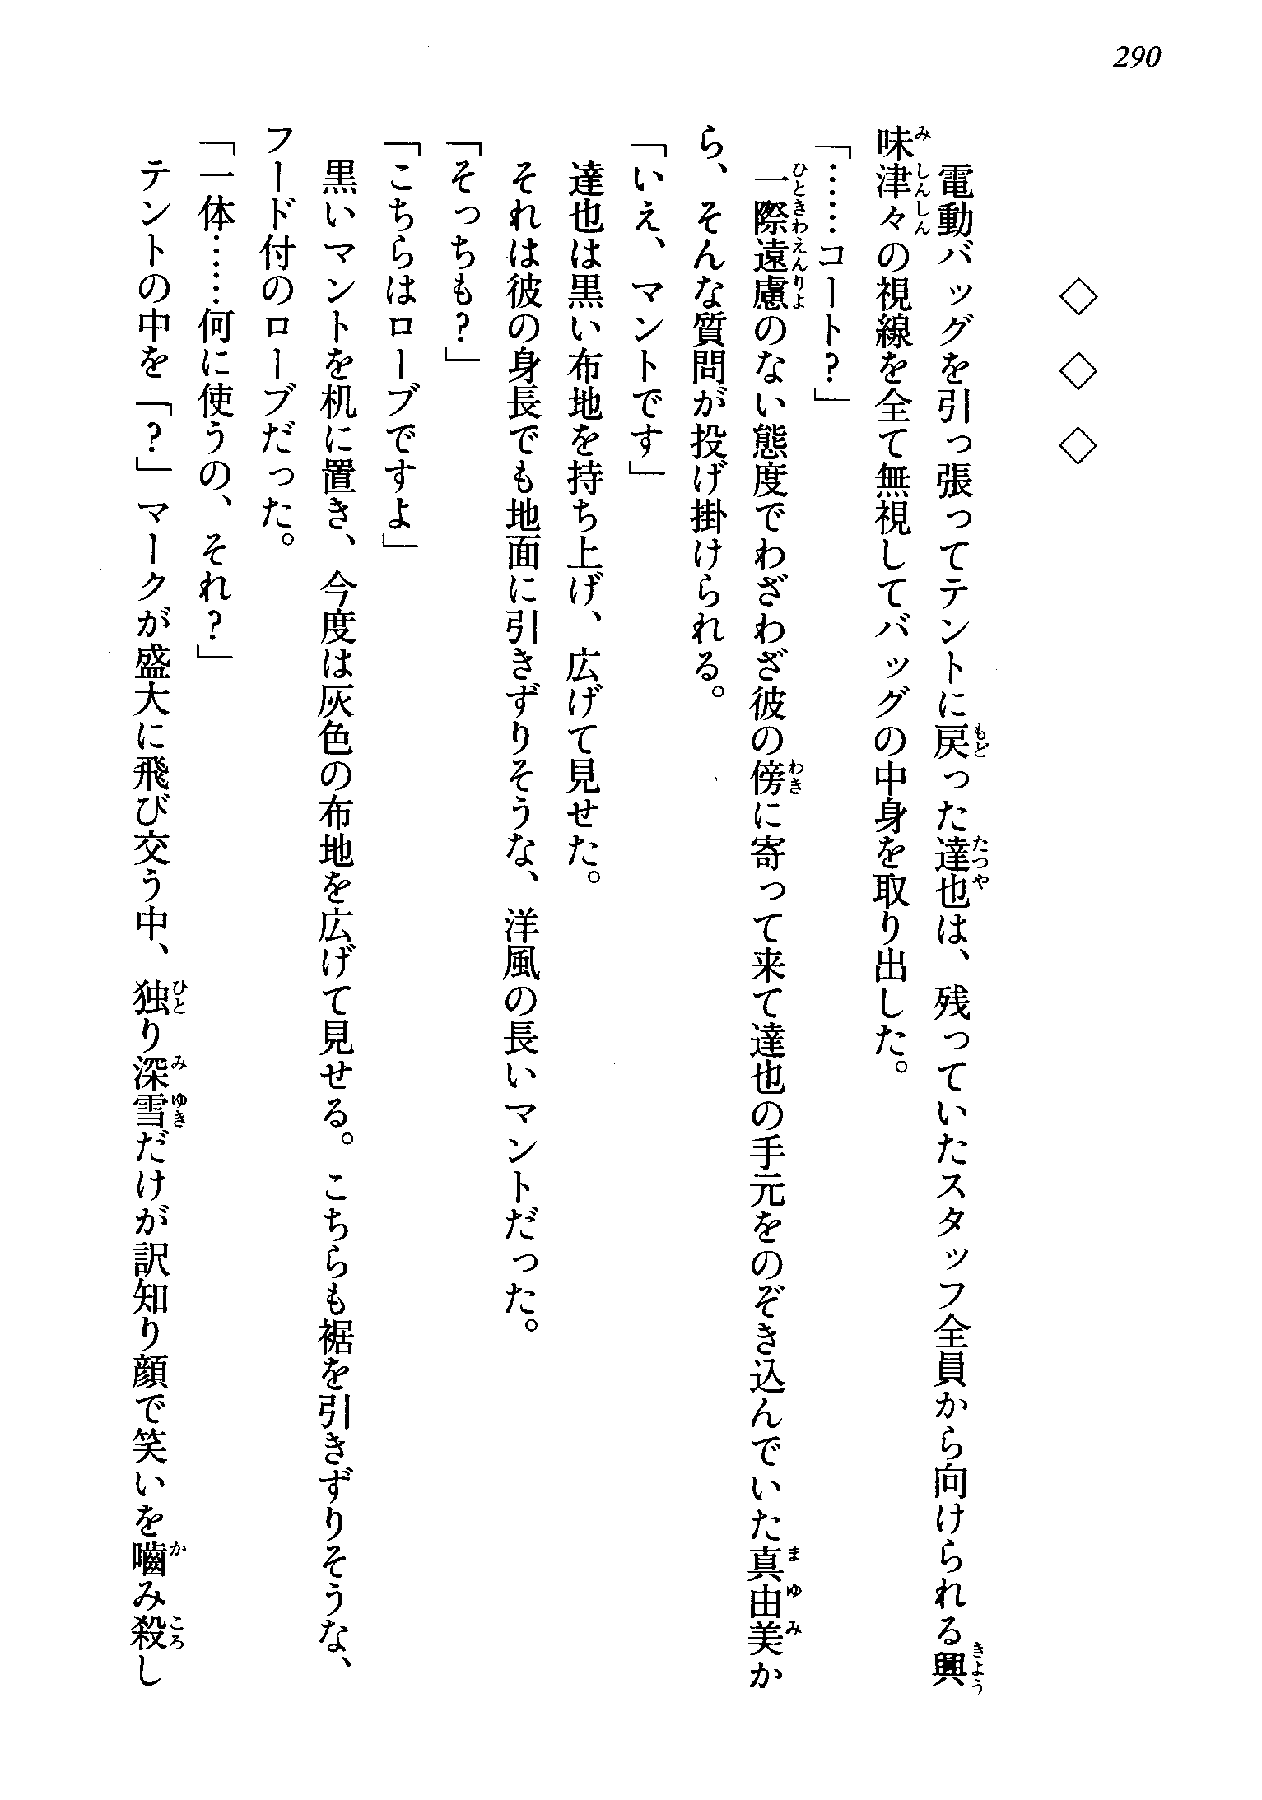 290
◇　◇　◇
　電動バッグを引っ張ってテントに戻った達也は、残っていたスタッフ全員から向けられる興
味津々の視線を全て無視してバッグの中身を取り出した。
「……コート？」
　一際遠慮のない態度でわざわざ彼の傍に寄って来て達也の手元をのぞき込んでいた真由美か
ら、そんな質問が投げ掛けられる。
「いえ、マントです」
　達也は黒い布地を持ち上げ、広げて見せた。
　それは彼の身長でも地面に引きずりそうな、洋風の長いマントだった。
「そっちも？」
「こちらはローブですよ」
　黒いマントを机に置き、今度は灰色の布地を広げて見せる。こちらも裾を引きずりそうな、
フード付のローブだった。
「一体……何に使うの、それ？」
　テントの中を「？」マークが盛大に飛び交う中、独り深雪だけが訳知り顔で笑いを嚙み殺し